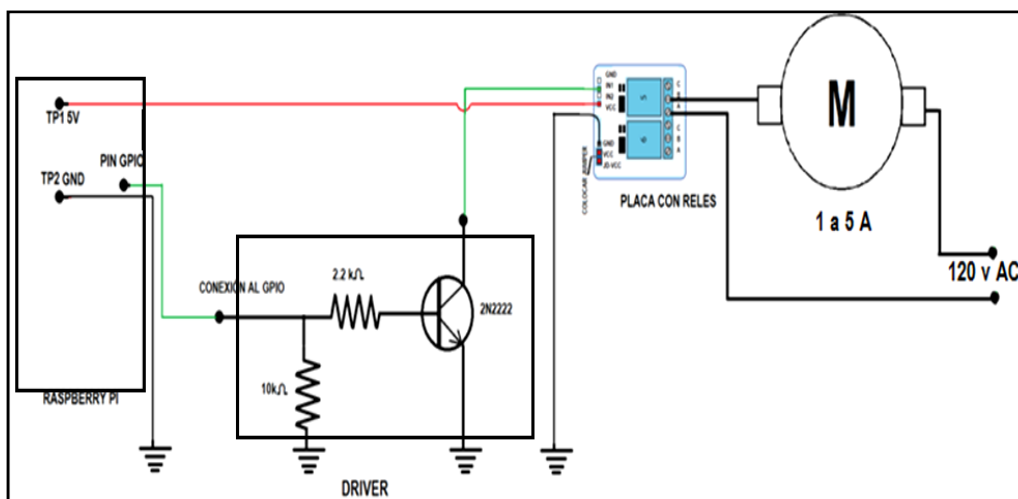 TP1 5V
PIN GPIO
TP2 GND
RASPBERRY PI
CONEXIÓN AL GPIO
2.2 kΩ
10kΩ
2N2222
DRIVER
GND
IN1
IN2
VCC
GND
VCC
JD-VCC
COLOCAR JUMPER
C
B
A
C
B
A
PLACA CON RELES
M
1 a 5 A
120 v AC